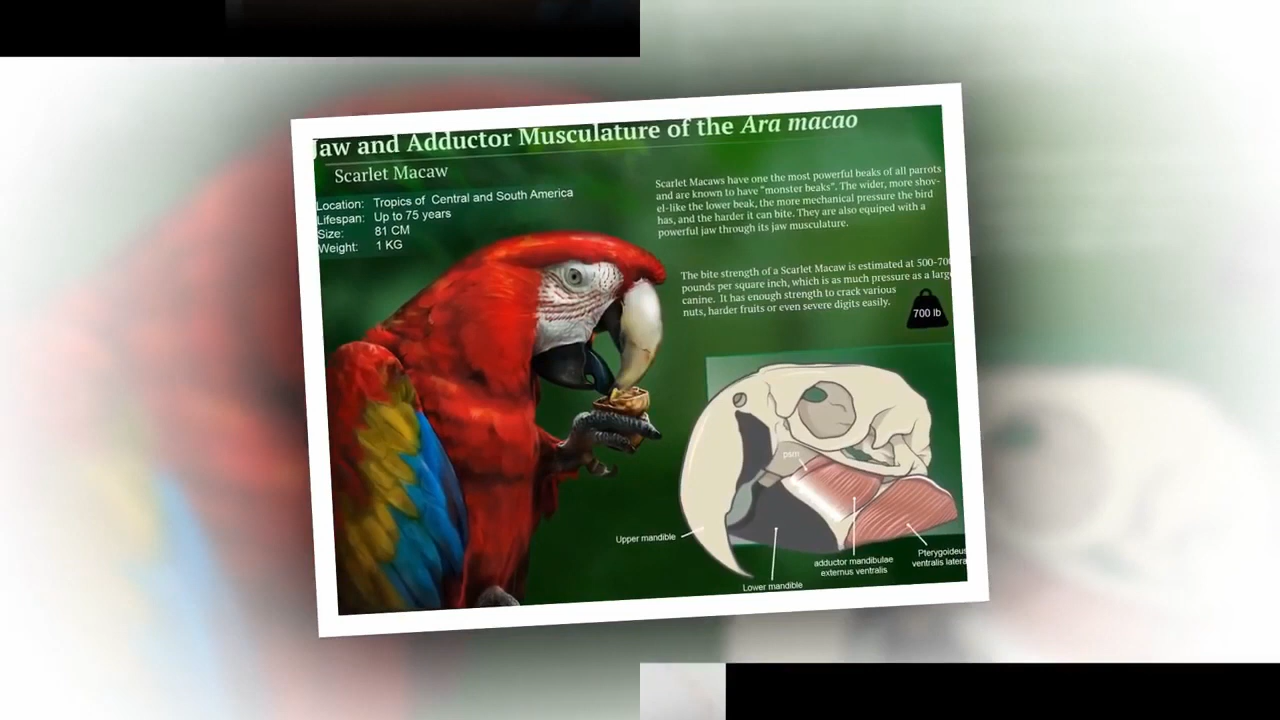 Jaw and Adductor Musculature of the Ara macao
Scarlet Macaw
Location: Tropics of Central and South America
Lifespan: Up to 75 years
Size: 81 CM
Weight: 1 KG
Scarlet Macaws have one the most powerful beaks of all parrots
and are known to have "monster beaks". The wider, more shov-
el-like the lower beak, the more mechanical pressure the bird
has, and the harder it can bite. They are also equiped with a
powerful jaw through its jaw musculature.
The bite strength of a Scarlet Macaw is estimated at 500-700
pounds per square inch, which is as much pressure as a larg
canine. It has enough strength to crack various
nuts, harder fruits or even severe digits easily.
700 lb
psm
Upper mandible
Lower mandible
adductor mandibulae
externus ventralis
Pterygoideus
ventralis latera